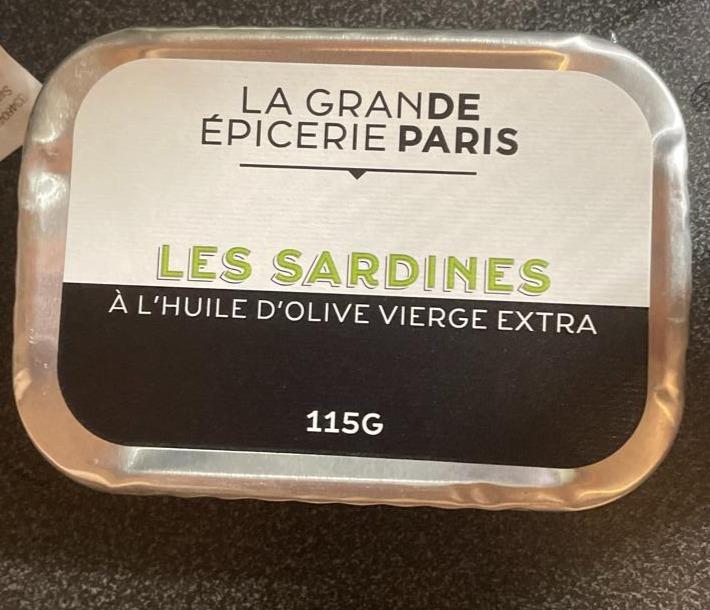 LA GRANDE
ÉPICERIE PARIS
LES SARDINES
À L'HUILE D'OLIVE VIERGE EXTRA
115G